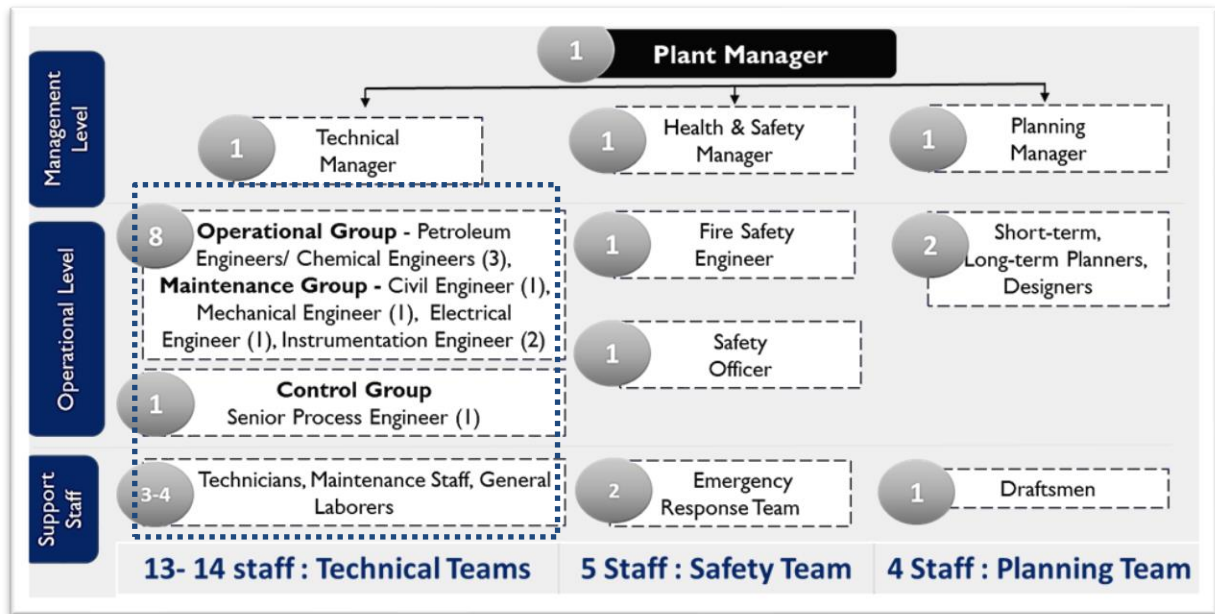 1 Plant Manager
Management
Level
1 Technical
Manager
1 Health & Safety
Manager
1 Planning
Manager
Operational Level
8 Operational Group - Petroleum
Engineers/ Chemical Engineers (3),
Maintenance Group - Civil Engineer (1),
Mechanical Engineer (1), Electrical
Engineer (1), Instrumentation Engineer (2)
1 Fire Safety
Engineer
2 Short-term,
Long-term Planners,
Designers
1 Safety
Officer
1 Control Group
Senior Process Engineer (1)
Support
Staff
3-4 Technicians, Maintenance Staff, General
Laborers
2 Emergency
Response Team
1 Draftsmen
13- 14 staff : Technical Teams
5 Staff : Safety Team
4 Staff : Planning Team